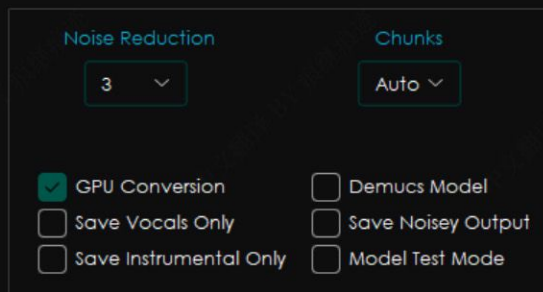 Noise Reduction
Chunks
3
Auto
GPU Conversion
Demucs Model
Save Vocals Only
Save Noisey Output
Save Instrumental Only
Model Test Mode